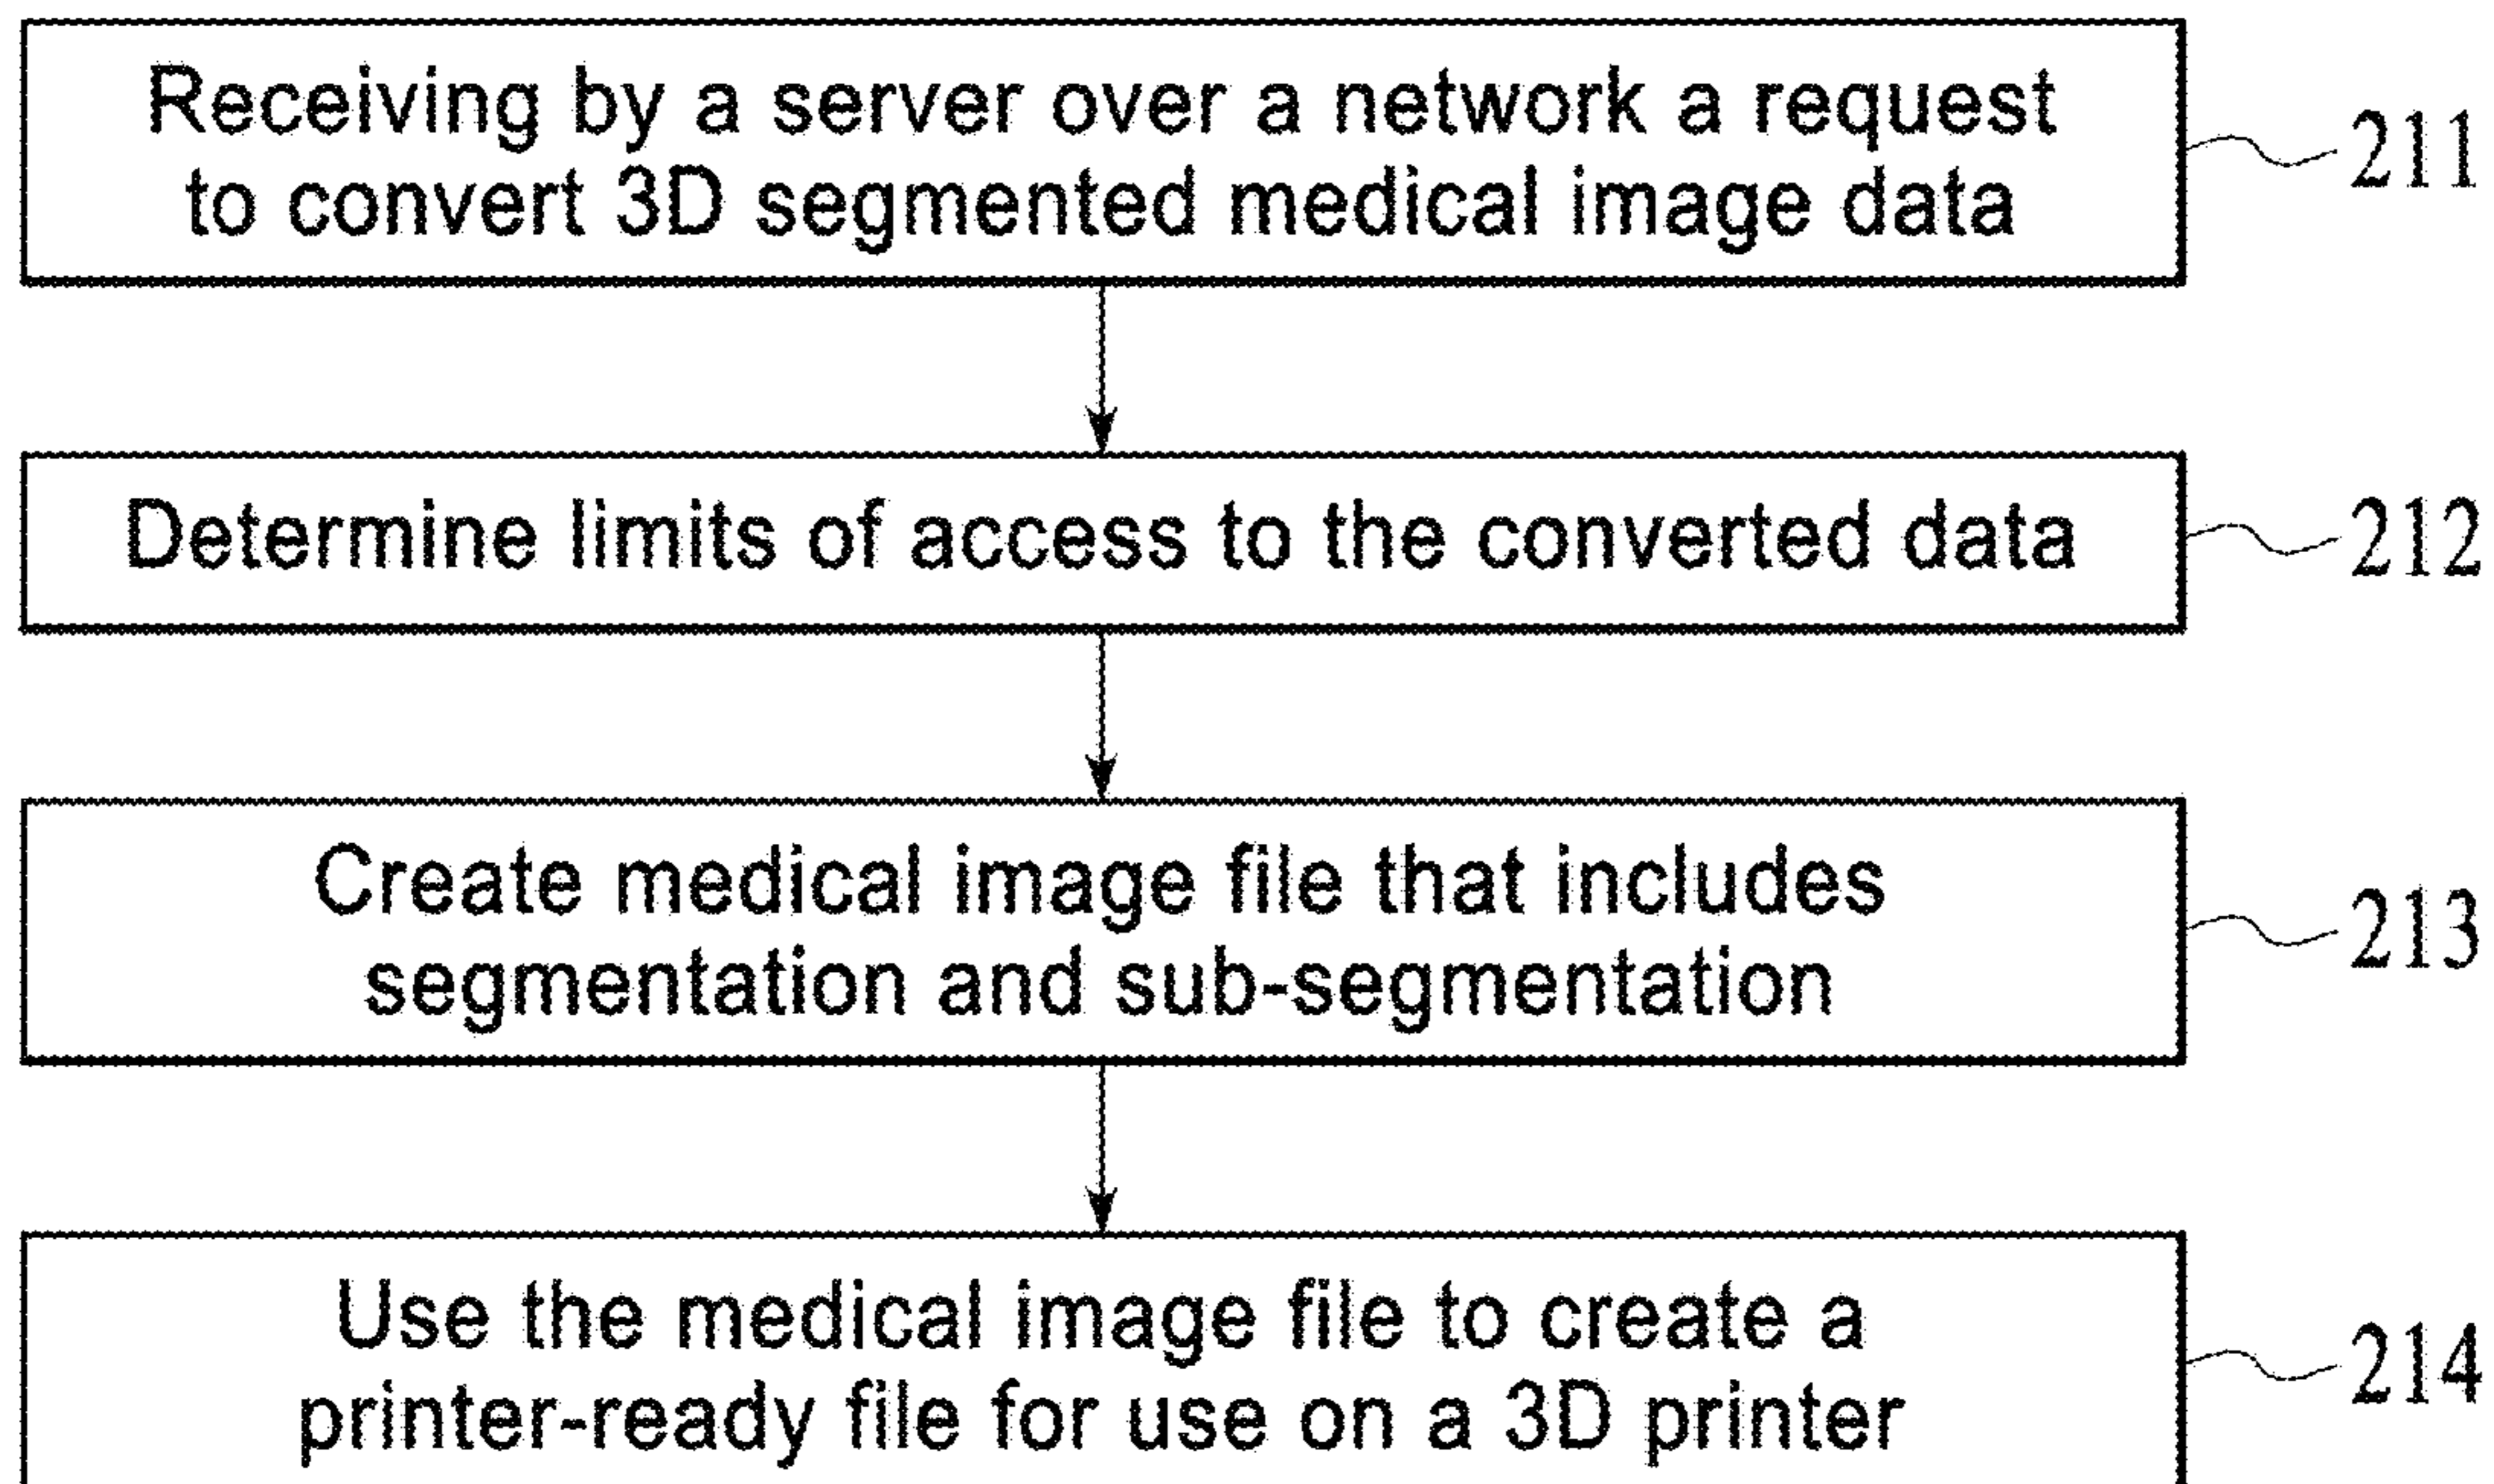 Receiving by a server over a network a request
to convert 3D segmented medical image data
211
Determine limits of access to the converted data
212
Create medical image file that includes
segmentation and sub-segmentation
213
Use the medical image file to create a
printer-ready file for use on a 3D printer
214